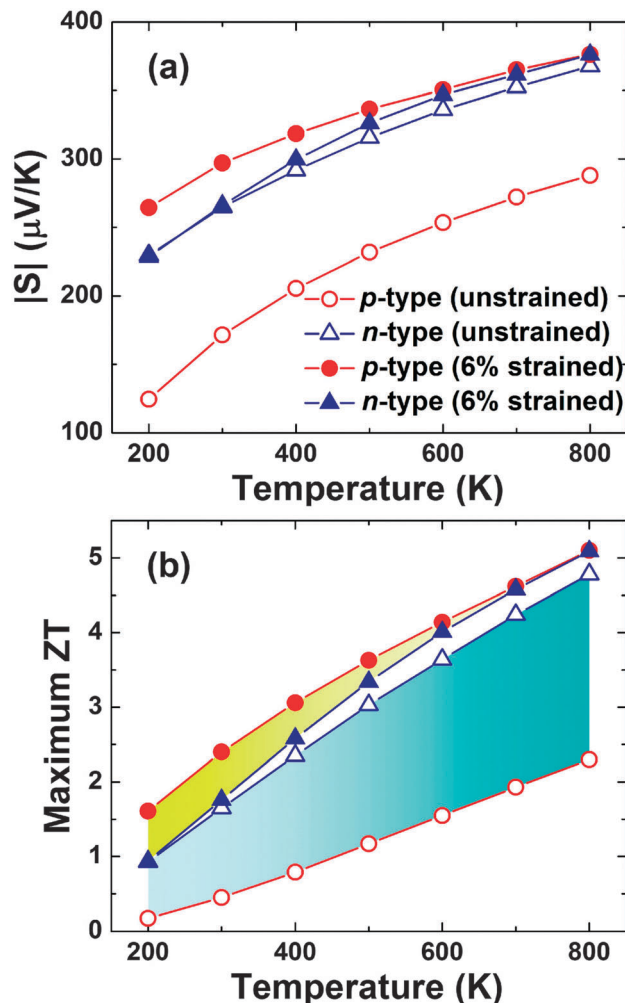 400
(a)
300
|S| (μV/K)
200
p-type (unstrained)
n-type (unstrained)
p-type (6% strained)
n-type (6% strained)
100
200 400 600 800
Temperature (K)
5
(b)
4
3
Maximum ZT
2
1
0
200 400 600 800
Temperature (K)